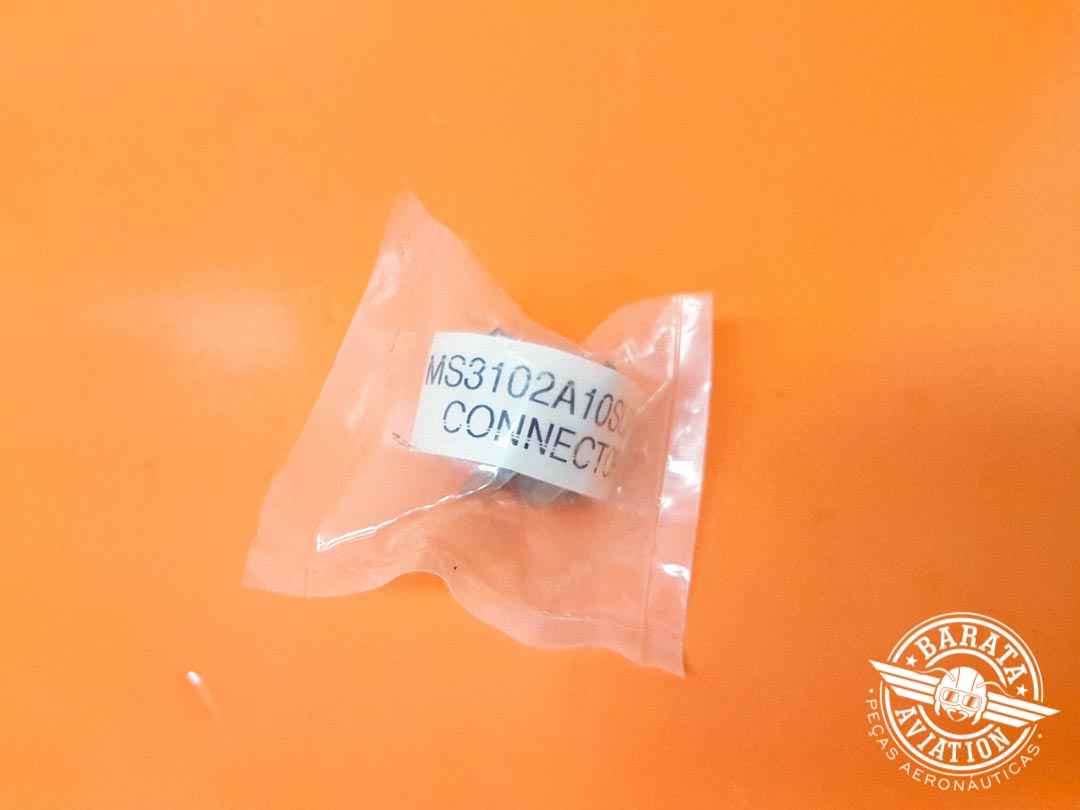 MS3102A10S
CONNECTO
BARATA
AVIATION
PEÇAS AERONÁUTICAS